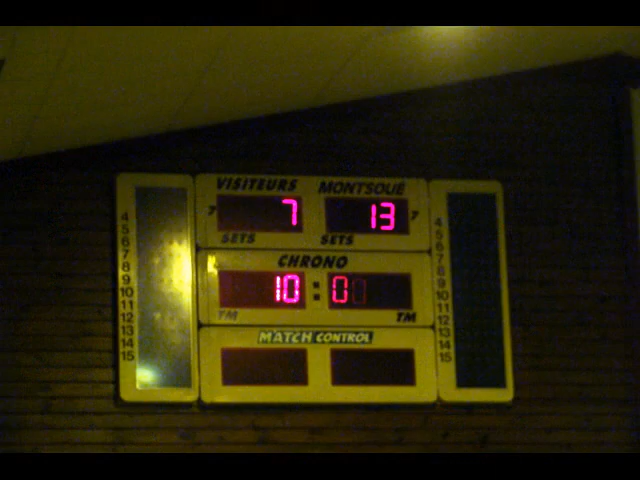 VISITEURS MONTSOUÉ
7 7 13 7
SETS SETS
CHRONO
10:00
TM TM
MATCH CONTROL
4 4
5 5
6 6
7 7
8 8
9 9
10 10
11 11
12 12
13 13
14 14
15 15